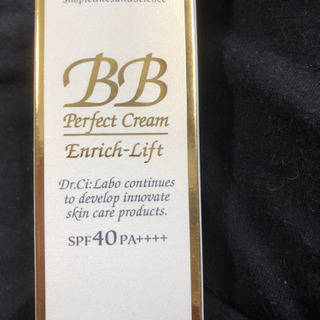 BB
Perfect Cream
Enrich-Lift
Dr.Ci:Labo continues
to develop innovate
skin care products.
SPF40 PA++++